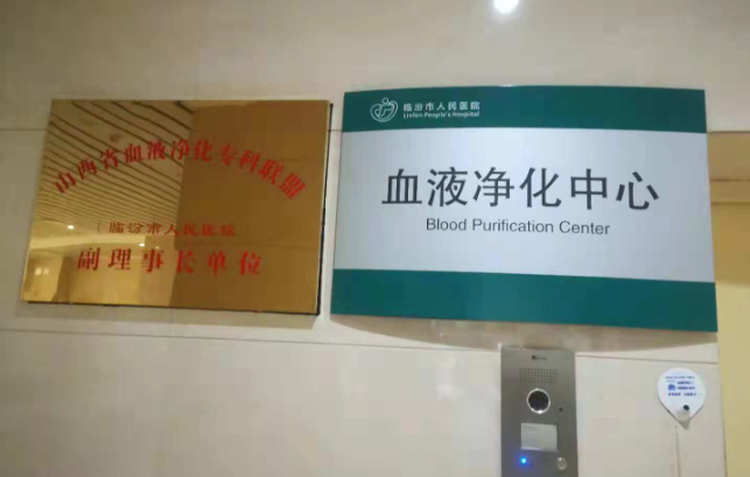 山西省血液净化专科联盟
临汾市人民医院
副理事长单位
临汾市人民医院
Linfen People's Hospital
血液净化中心
Blood Purification Center